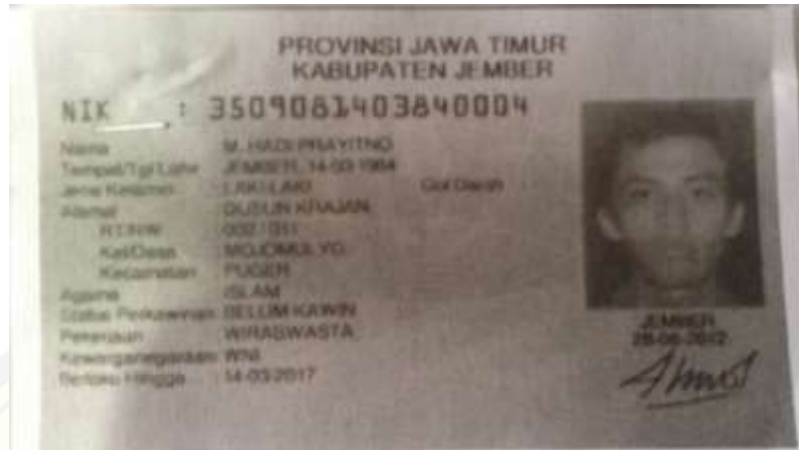 PROVINSI JAWA TIMUR
KABUPATEN JEMBER
NIK : 3509081403840004
Nama M. HADI PRAYITNO
Tempat/Tgl Lahir JEMBER, 14-03-1984
Jenis Kelamin LAKI-LAKI Gol Darah
Alamat DUSUN KRAJAN
RT/RW 002 / 011
Kel/Desa MOJOMULYO
Kecamatan PUGER
Agama ISLAM
Status Perkawinan BELUM KAWIN
Pekerjaan WIRASWASTA
Kewarganegaraan WNI
Berlaku Hingga 14-03-2017
JEMBER
28-06-2012